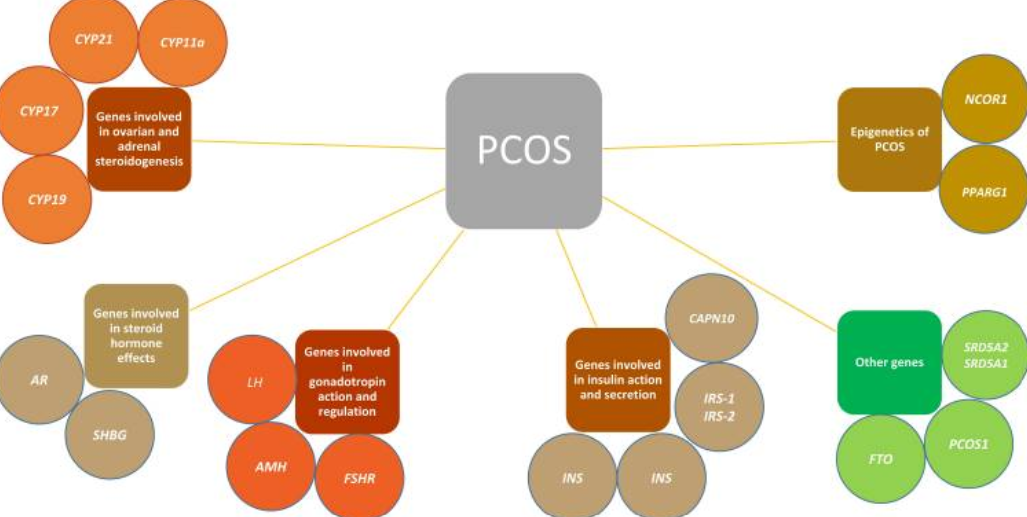 PCOS
CYP21
CYP11a
CYP17
CYP19
Genes involved
in ovarian and
adrenal
steroidogenesis
Epigenetics of
PCOS
NCOR1
PPARG1
Genes involved
in steroid
hormone
effects
AR
SHBG
Genes involved
in
gonadotropin
action and
regulation
LH
AMH
FSHR
Genes involved
in insulin action
and secretion
CAPN10
IRS-1
IRS-2
INS
INS
Other genes
SRD5A2
SRD5A1
PCOS1
FTO